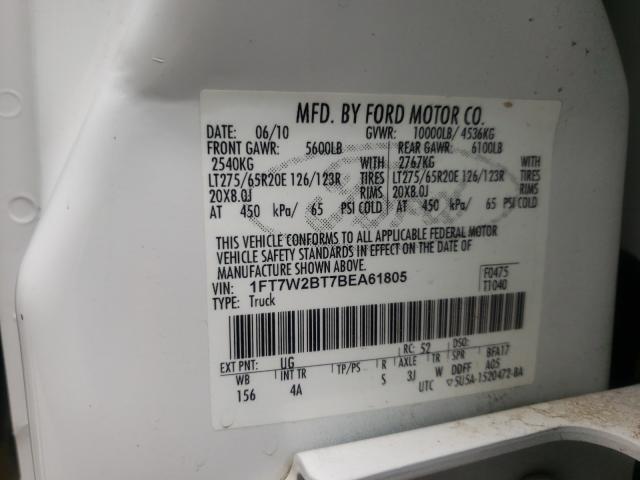 MFD. BY FORD MOTOR CO.
DATE: 06/10 GVWR: 10000LB/ 4536KG
FRONT GAWR: 5600LB REAR GAWR: 6100LB
2540KG WITH 2767KG WITH
LT275/65R20E 126/123R TIRES LT275/65R20E 126/123R TIRES
20X8.0J RIMS 20X8.0J RIMS
AT 450 kPa/ 65 PSI COLD AT 450 kPa/ 65 PSI COLD
THIS VEHICLE CONFORMS TO ALL APPLICABLE FEDERAL MOTOR
VEHICLE SAFETY STANDARDS IN EFFECT ON THE DATE OF
MANUFACTURE SHOWN ABOVE.
VIN: 1FT7W2BT7BEA61805 F0475
TYPE: Truck T1040
EXT PNT: UG RC: 52 DSO:
WB INT TR TP/PS R AXLE TR SPR BFA17
156 4A S 3J W DDFF A05
UTC ▽5U5A-1520472-BA